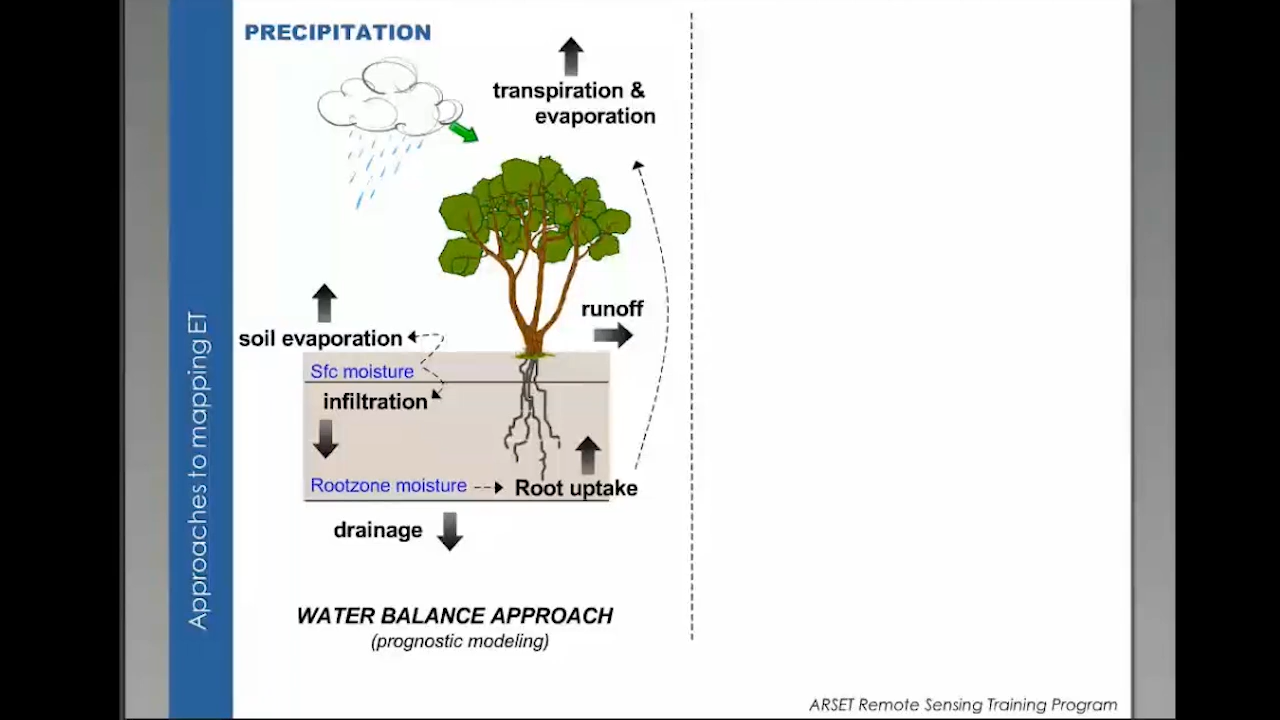 Approaches to mapping ET
PRECIPITATION
transpiration &
evaporation
runoff
soil evaporation
Sfc moisture
infiltration
Rootzone moisture
Root uptake
drainage
WATER BALANCE APPROACH
(prognostic modeling)
ARSET Remote Sensing Training Program